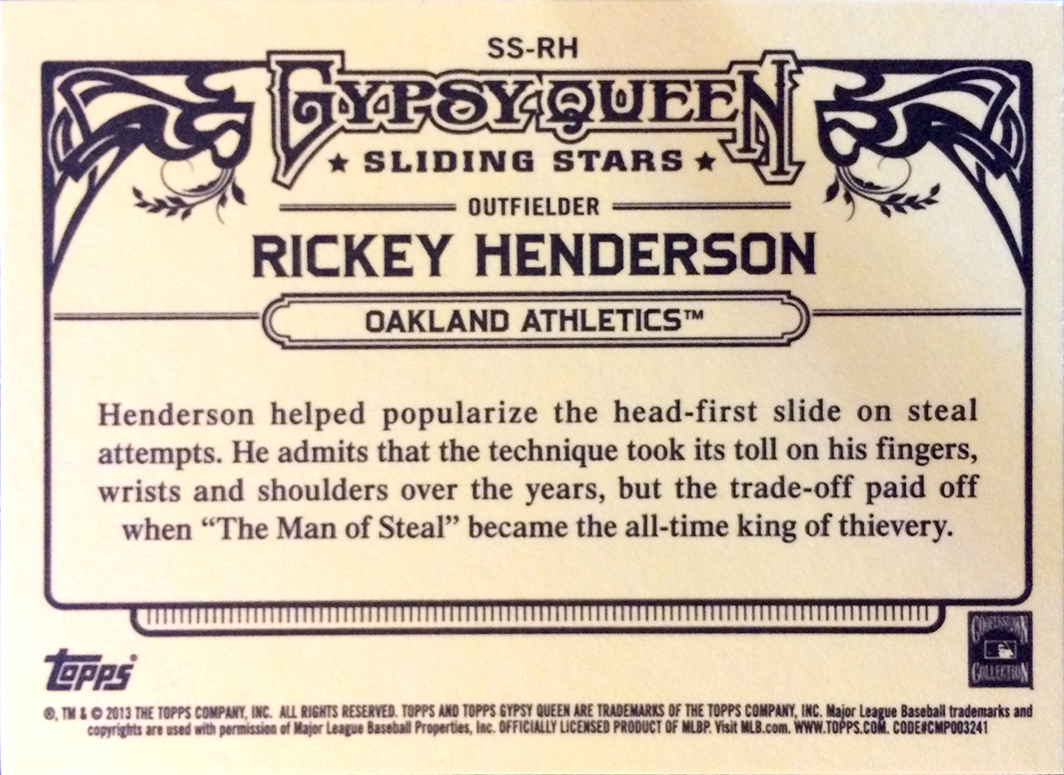 SS-RH
GYPSY QUEEN
★ SLIDING STARS ★
OUTFIELDER
RICKEY HENDERSON
OAKLAND ATHLETICS™
Henderson helped popularize the head-first slide on steal
attempts. He admits that the technique took its toll on his fingers,
wrists and shoulders over the years, but the trade-off paid off
when “The Man of Steal” became the all-time king of thievery.
COOPERSTOWN
COLLECTION
Topps®
®, TM & © 2013 THE TOPPS COMPANY, INC. ALL RIGHTS RESERVED. TOPPS AND TOPPS GYPSY QUEEN ARE TRADEMARKS OF THE TOPPS COMPANY, INC. Major League Baseball trademarks and
copyrights are used with permission of Major League Baseball Properties, Inc. OFFICIALLY LICENSED PRODUCT OF MLBP. Visit MLB.com. WWW.TOPPS.COM. CODE#CMP003241